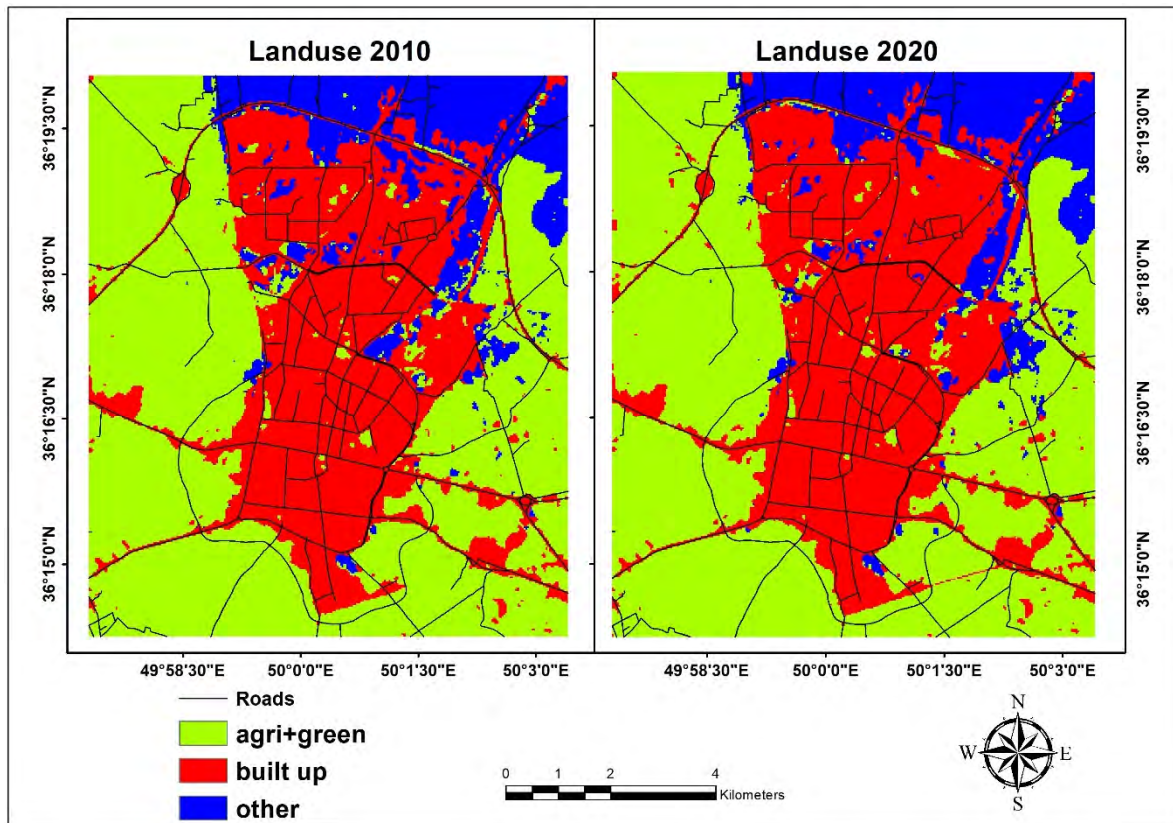 Landuse 2010
Landuse 2020
36°19'30"N
36°18'0"N
36°16'30"N
36°15'0"N
36°19'30"N
36°18'0"N
36°16'30"N
36°15'0"N
49°58'30"E 50°0'0"E 50°1'30"E 50°3'0"E
49°58'30"E 50°0'0"E 50°1'30"E 50°3'0"E
Roads
agri+green
built up
other
0 1 2 4
Kilometers
N
W E
S